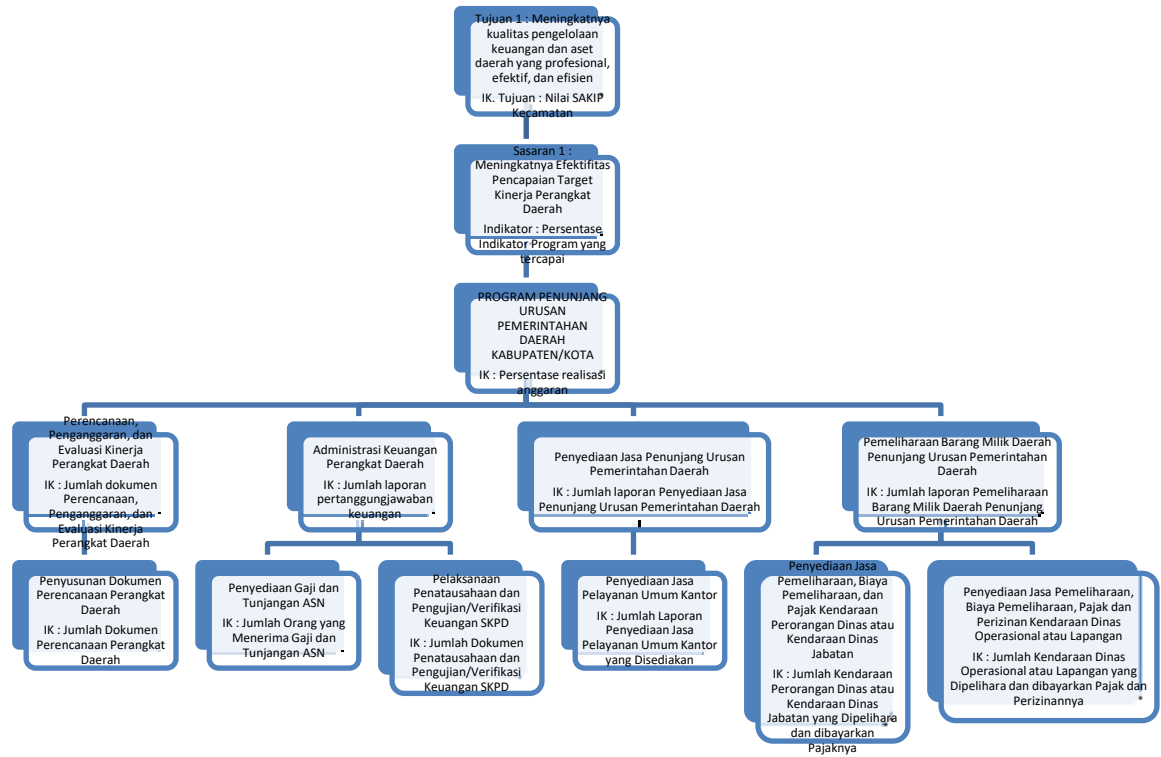 Tujuan 1 : Meningkatnya
kualitas pengelolaan
keuangan dan aset
daerah yang profesional,
efektif, dan efisien
IK. Tujuan : Nilai SAKIP
Kecamatan
Sasaran 1 :
Meningkatnya Efektifitas
Pencapaian Target
Kinerja Perangkat
Daerah
Indikator : Persentase
Indikator Program yang
tercapai
PROGRAM PENUNJANG
URUSAN
PEMERINTAHAN
DAERAH
KABUPATEN/KOTA
IK : Persentase realisasi
anggaran
Perencanaan,
Penganggaran, dan
Evaluasi Kinerja
Perangkat Daerah
IK : Jumlah dokumen
Perencanaan,
Penganggaran, dan
Evaluasi Kinerja
Perangkat Daerah
Administrasi Keuangan
Perangkat Daerah
IK : Jumlah laporan
pertanggungjawaban
keuangan
Penyediaan Jasa Penunjang Urusan
Pemerintahan Daerah
IK : Jumlah laporan Penyediaan Jasa
Penunjang Urusan Pemerintahan Daerah
Pemeliharaan Barang Milik Daerah
Penunjang Urusan Pemerintahan
Daerah
IK : Jumlah laporan Pemeliharaan
Barang Milik Daerah Penunjang
Urusan Pemerintahan Daerah
Penyusunan Dokumen
Perencanaan Perangkat
Daerah
IK : Jumlah Dokumen
Perencanaan Perangkat
Daerah
Penyediaan Gaji dan
Tunjangan ASN
IK : Jumlah Orang yang
Menerima Gaji dan
Tunjangan ASN
Pelaksanaan
Penatausahaan dan
Pengujian/Verifikasi
Keuangan SKPD
IK : Jumlah Dokumen
Penatausahaan dan
Pengujian/Verifikasi
Keuangan SKPD
Penyediaan Jasa
Pelayanan Umum Kantor
IK : Jumlah Laporan
Penyediaan Jasa
Pelayanan Umum Kantor
yang Disediakan
Penyediaan Jasa
Pemeliharaan, Biaya
Pemeliharaan, dan
Pajak Kendaraan
Perorangan Dinas atau
Kendaraan Dinas
Jabatan
IK : Jumlah Kendaraan
Perorangan Dinas atau
Kendaraan Dinas
Jabatan yang Dipelihara
dan dibayarkan
Pajaknya
Penyediaan Jasa Pemeliharaan,
Biaya Pemeliharaan, Pajak dan
Perizinan Kendaraan Dinas
Operasional atau Lapangan
IK : Jumlah Kendaraan Dinas
Operasional atau Lapangan yang
Dipelihara dan dibayarkan Pajak dan
Perizinannya